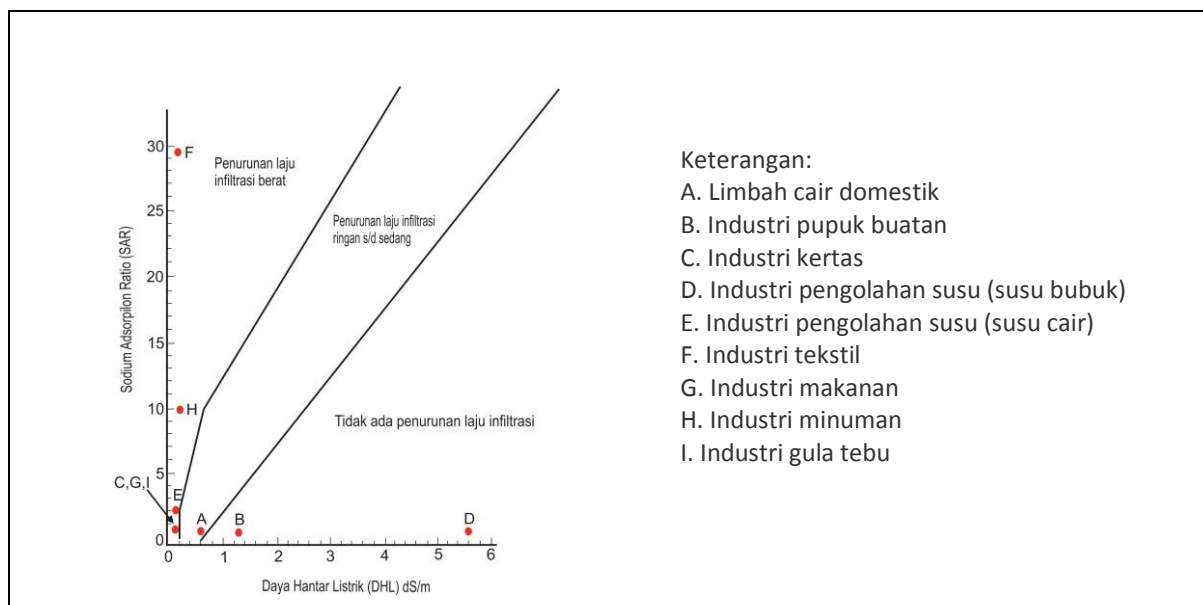 Sodium Adsorpilon Ratio (SAR)
30
25
20
15
10
5
0
F
Penurunan laju
infiltrasi berat
Penurunan laju infiltrasi
ringan s/d sedang
H
Tidak ada penurunan laju infiltrasi
C,G,I
E
A
B
D
0
1
2
3
4
5
6
Daya Hantar Listrik (DHL) dS/m
Keterangan:
A. Limbah cair domestik
B. Industri pupuk buatan
C. Industri kertas
D. Industri pengolahan susu (susu bubuk)
E. Industri pengolahan susu (susu cair)
F. Industri tekstil
G. Industri makanan
H. Industri minuman
I. Industri gula tebu